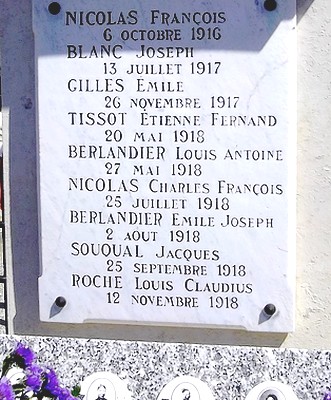 NICOLAS FRANÇOIS
6 OCTOBRE 1916
BLANC JOSEPH
13 JUILLET 1917
GILLES EMILE
26 NOVEMBRE 1917
TISSOT ÉTIENNE FERNAND
20 MAI 1918
BERLANDIER LOUIS ANTOINE
27 MAI 1918
NICOLAS CHARLES FRANÇOIS
25 JUILLET 1918
BERLANDIER EMILE JOSEPH
2 AOUT 1918
SOUQUAL JACQUES
25 SEPTEMBRE 1918
ROCHE LOUIS CLAUDIUS
12 NOVEMBRE 1918